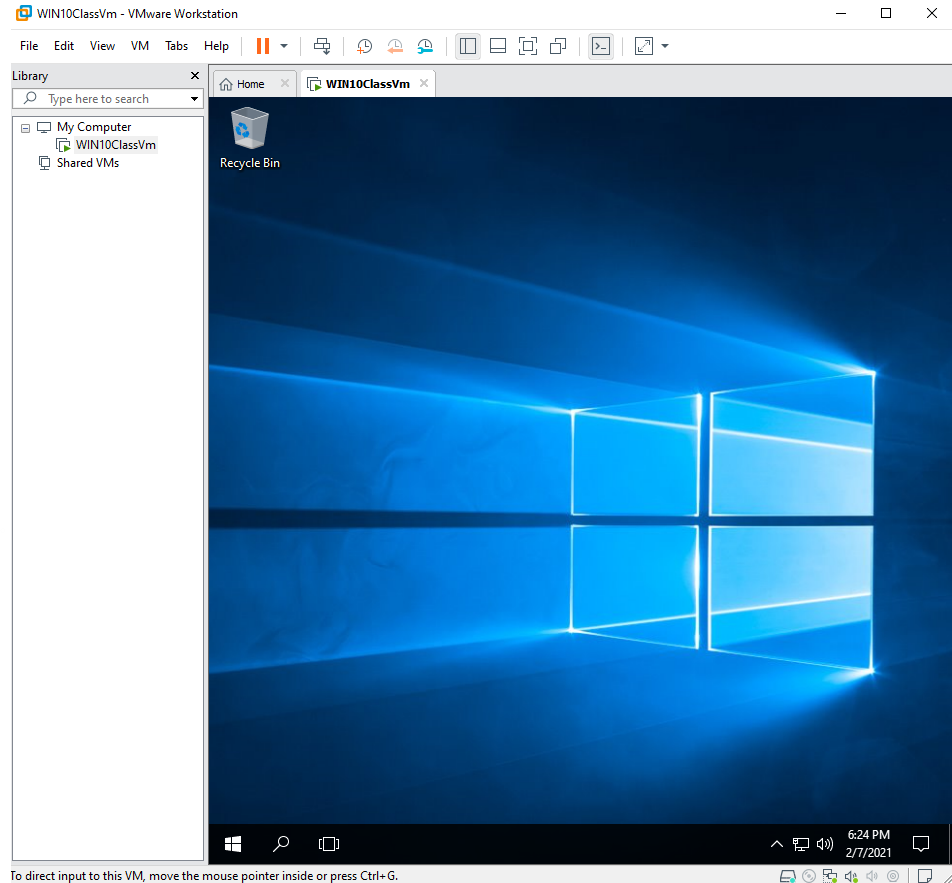 WIN10ClassVm - VMware Workstation
File Edit View VM Tabs Help
Library
Type here to search
My Computer
WIN10ClassVm
Shared VMs
Home
WIN10ClassVm
Recycle Bin
6:24 PM
2/7/2021
To direct input to this VM, move the mouse pointer inside or press Ctrl+G.